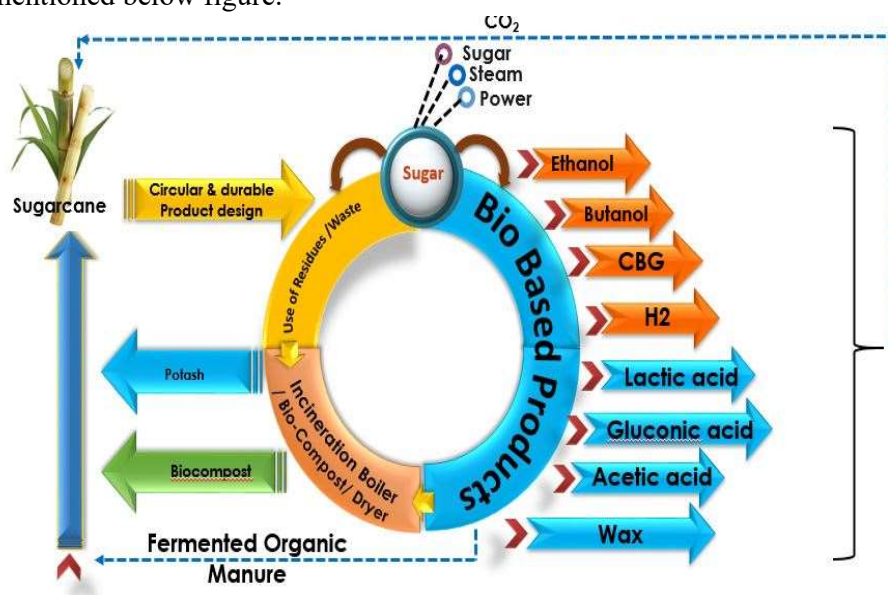 mentioned below figure.
CO2
Sugar
Steam
Power
Sugarcane
Circular & durable
Product design
Sugar
Use of Residues /Waste
Bio Based Products
Incineration Boiler
/ Bio-Compost/ Dryer
Ethanol
Butanol
CBG
H2
Lactic acid
Gluconic acid
Acetic acid
Wax
Potash
Biocompost
Fermented Organic
Manure